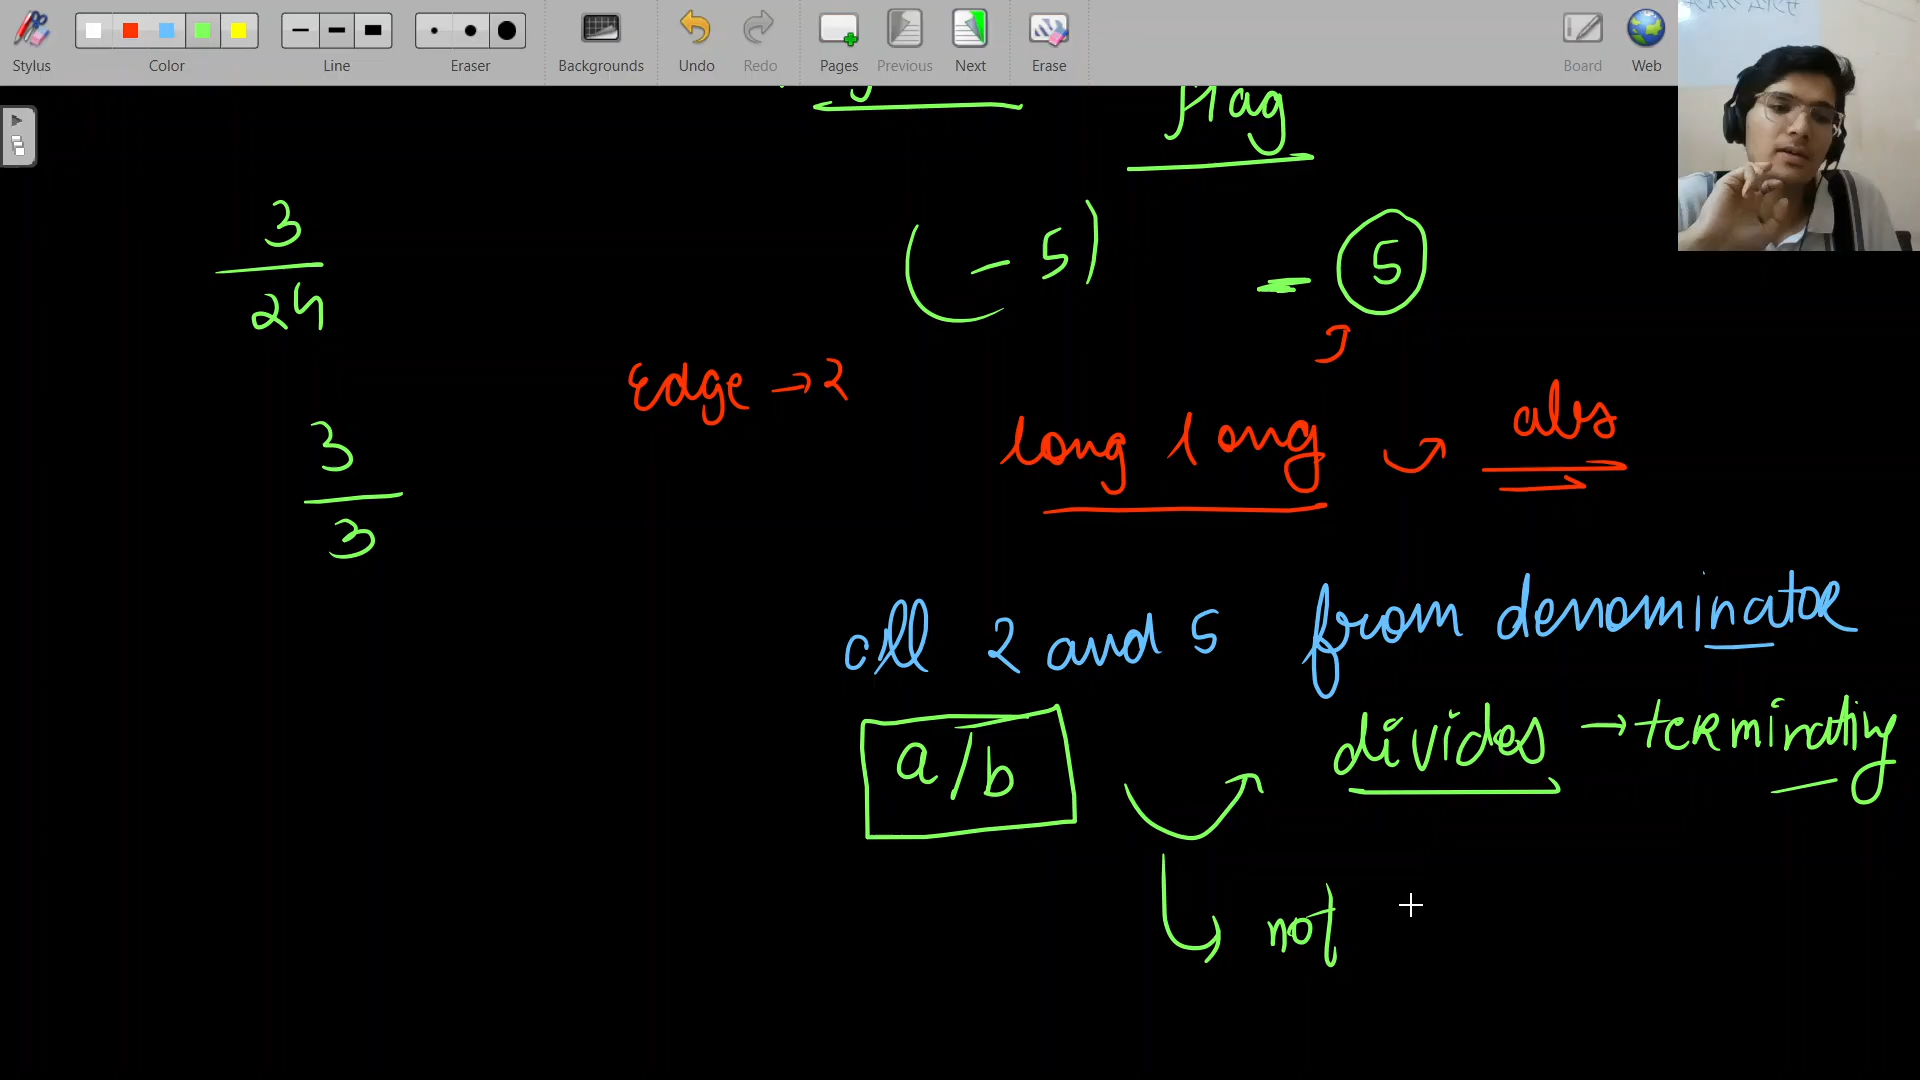 Stylus Color Line Eraser Backgrounds Undo Redo Pages Previous Next Erase Board Web
flag
3
24
(-5)
- 5
Edge → 2
long long
abs
3
3
all 2 and 5 from denominator
a/b
divides → terminating
not